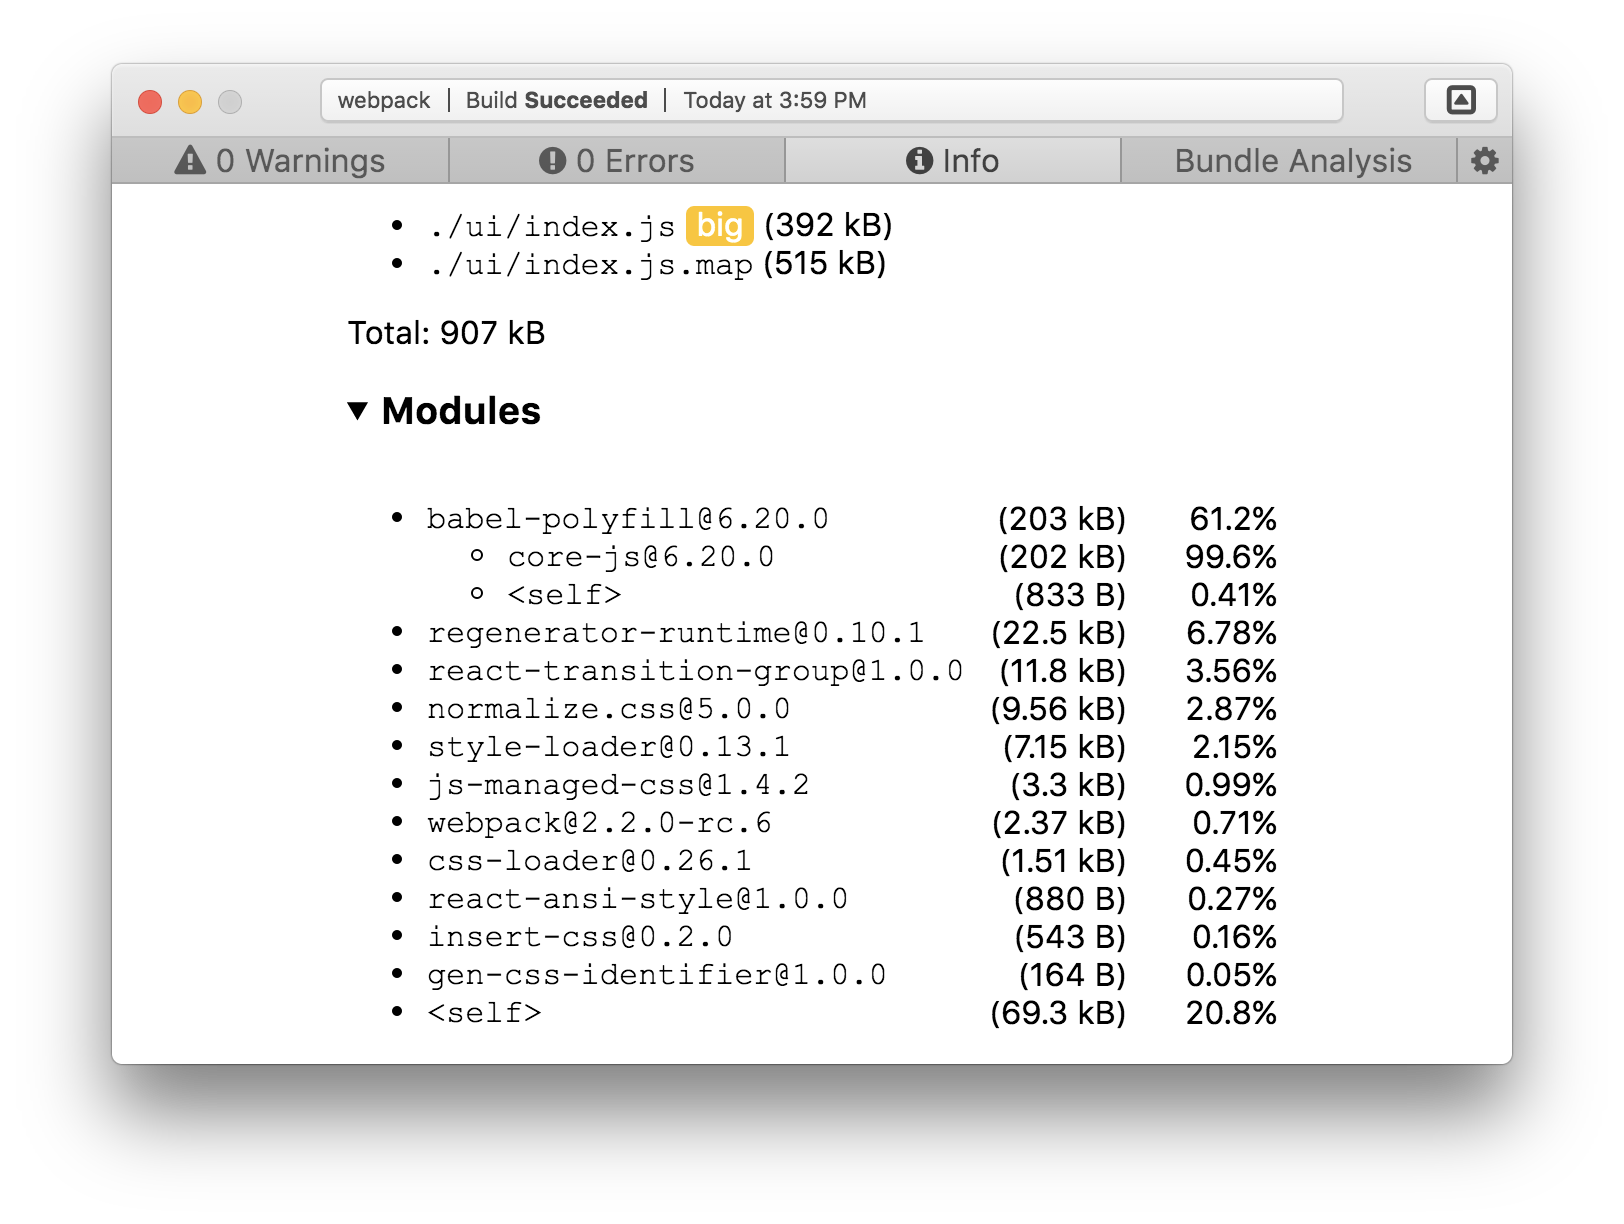 webpack | Build Succeeded | Today at 3:59 PM
0 Warnings 0 Errors Info Bundle Analysis
• ./ui/index.js big (392 kB)
• ./ui/index.js.map (515 kB)
Total: 907 kB
▼ Modules
• babel-polyfill@6.20.0 (203 kB) 61.2%
◦ core-js@6.20.0 (202 kB) 99.6%
◦ <self> (833 B) 0.41%
• regenerator-runtime@0.10.1 (22.5 kB) 6.78%
• react-transition-group@1.0.0 (11.8 kB) 3.56%
• normalize.css@5.0.0 (9.56 kB) 2.87%
• style-loader@0.13.1 (7.15 kB) 2.15%
• js-managed-css@1.4.2 (3.3 kB) 0.99%
• webpack@2.2.0-rc.6 (2.37 kB) 0.71%
• css-loader@0.26.1 (1.51 kB) 0.45%
• react-ansi-style@1.0.0 (880 B) 0.27%
• insert-css@0.2.0 (543 B) 0.16%
• gen-css-identifier@1.0.0 (164 B) 0.05%
• <self> (69.3 kB) 20.8%